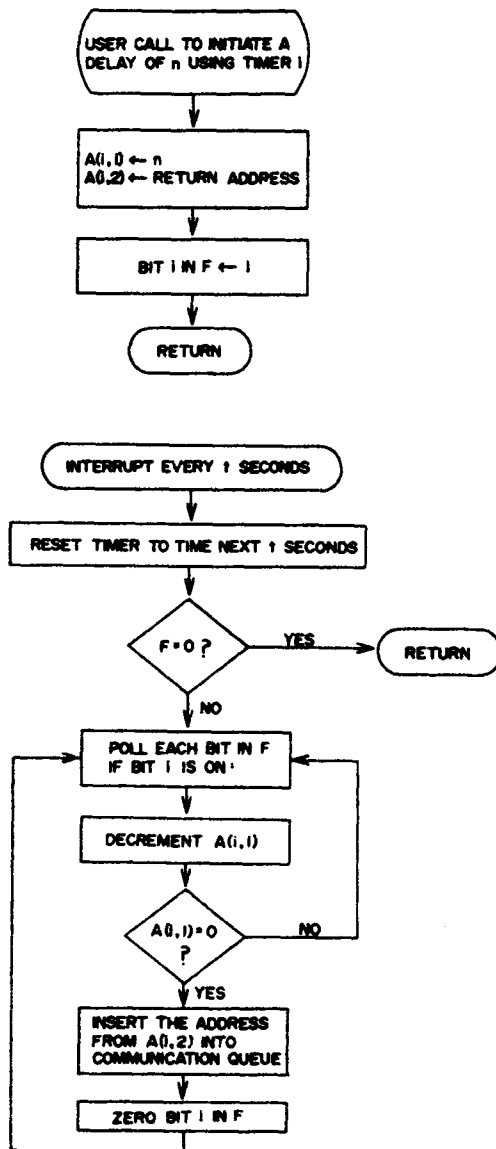 USER CALL TO INITIATE A
DELAY OF n USING TIMER i
A(i,1) ← n
A(i,2) ← RETURN ADDRESS
BIT i IN F ← 1
RETURN
INTERRUPT EVERY t SECONDS
RESET TIMER TO TIME NEXT t SECONDS
F=0 ?
YES
RETURN
NO
POLL EACH BIT IN F
IF BIT i IS ON:
DECREMENT A(i,1)
A(i,1)=0
?
NO
YES
INSERT THE ADDRESS
FROM A(i,2) INTO
COMMUNICATION QUEUE
ZERO BIT i IN F